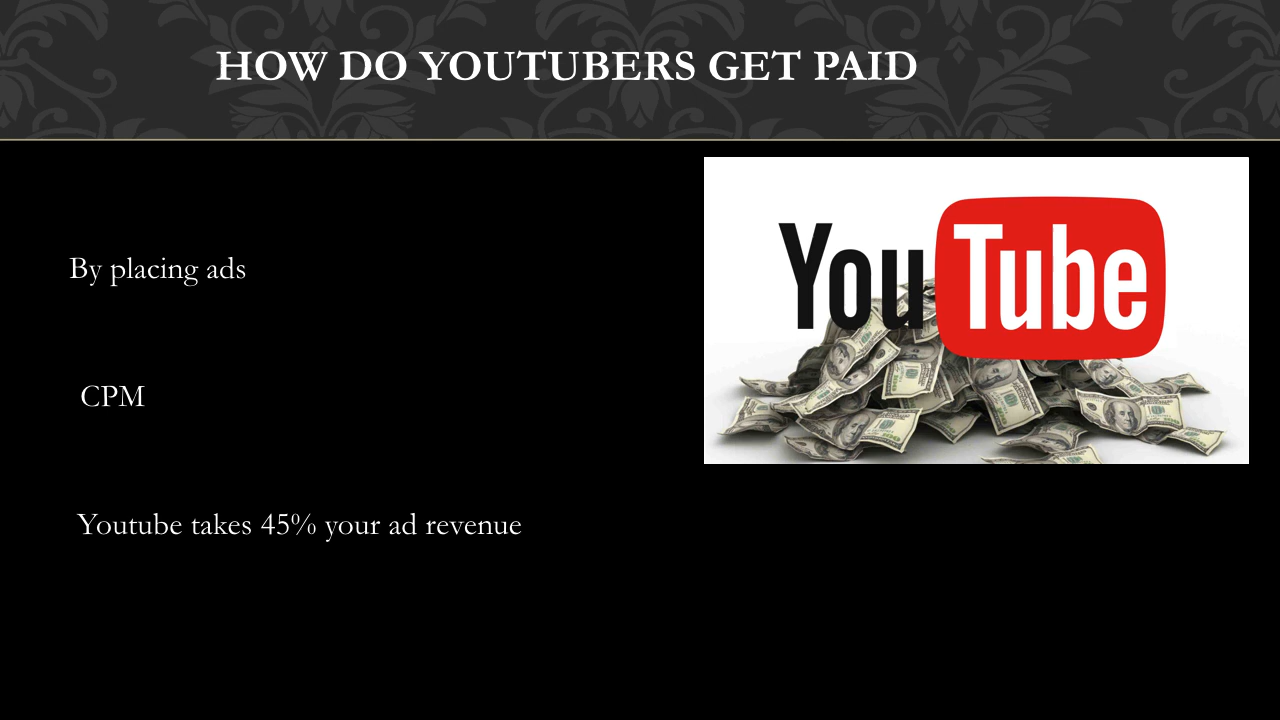 HOW DO YOUTUBERS GET PAID
By placing ads
CPM
Youtube takes 45% your ad revenue
YouTube